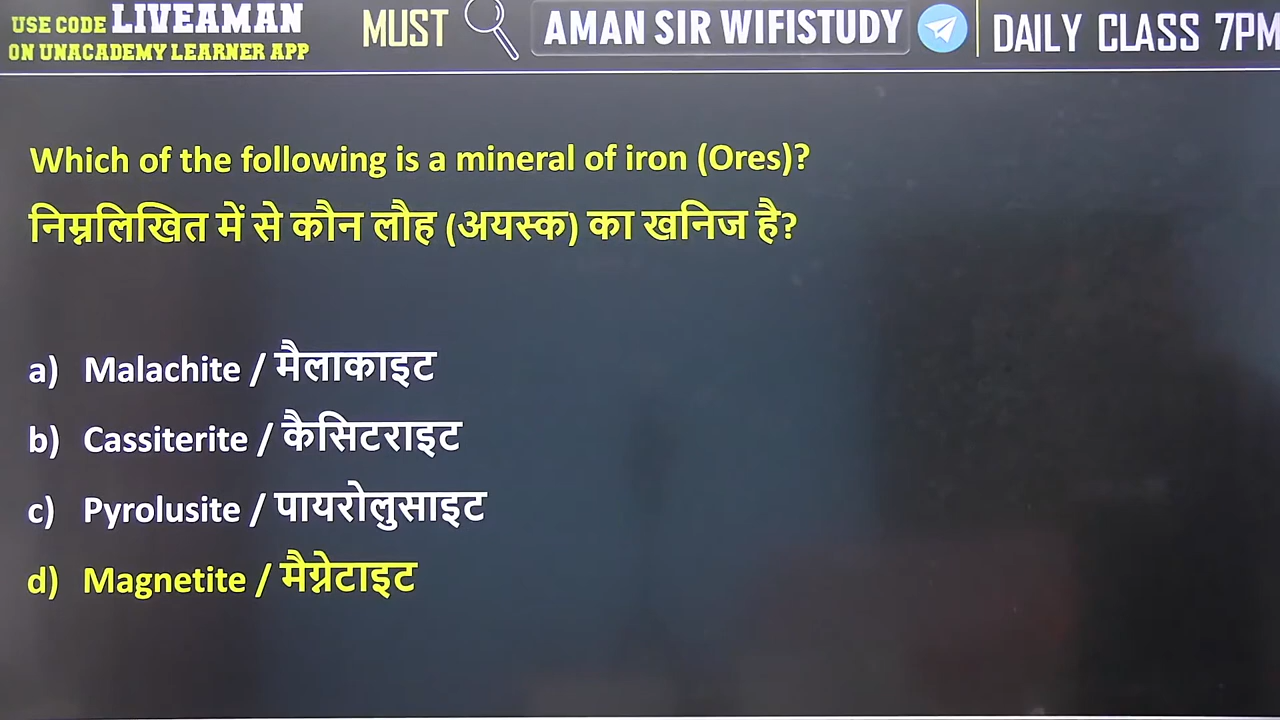 USE CODE LIVEAMAN
ON UNACADEMY LEARNER APP
MUST
AMAN SIR WIFISTUDY
DAILY CLASS 7PM
Which of the following is a mineral of iron (Ores)?
निम्नलिखित में से कौन लौह (अयस्क) का खनिज है?
a) Malachite / मैलाकाइट
b) Cassiterite / कैसिटराइट
c) Pyrolusite / पायरोलुसाइट
d) Magnetite / मैग्नेटाइट